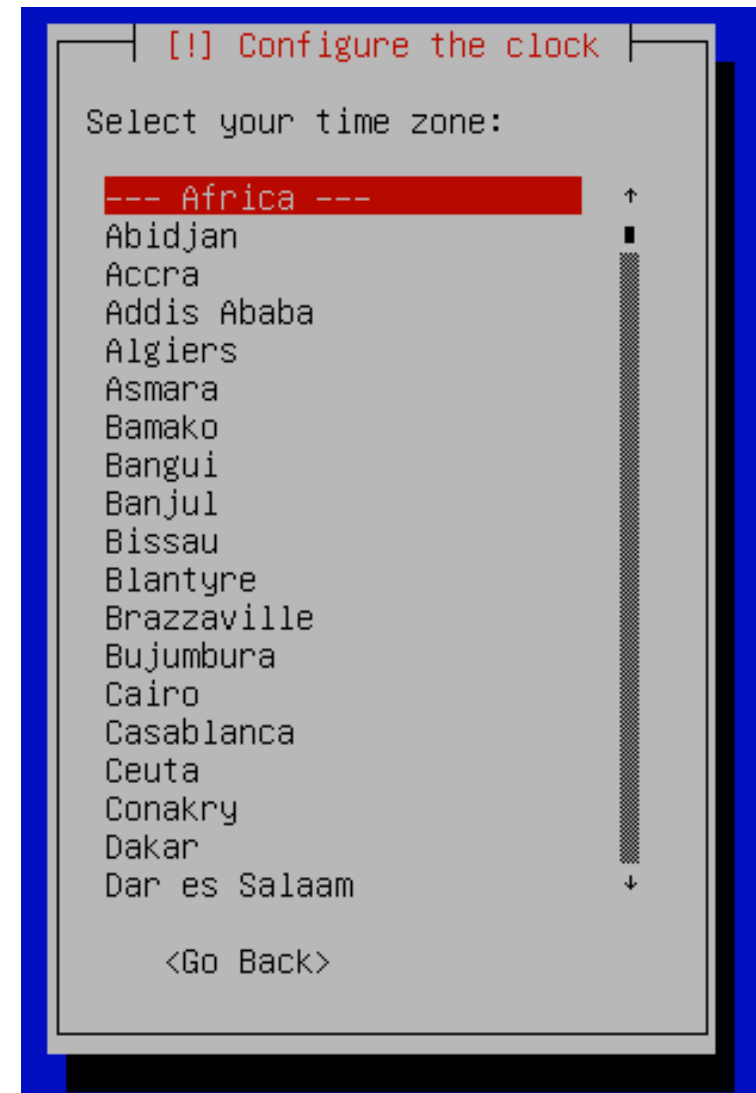 [!] Configure the clock
Select your time zone:
--- Africa ---
Abidjan
Accra
Addis Ababa
Algiers
Asmara
Bamako
Bangui
Banjul
Bissau
Blantyre
Brazzaville
Bujumbura
Cairo
Casablanca
Ceuta
Conakry
Dakar
Dar es Salaam
<Go Back>